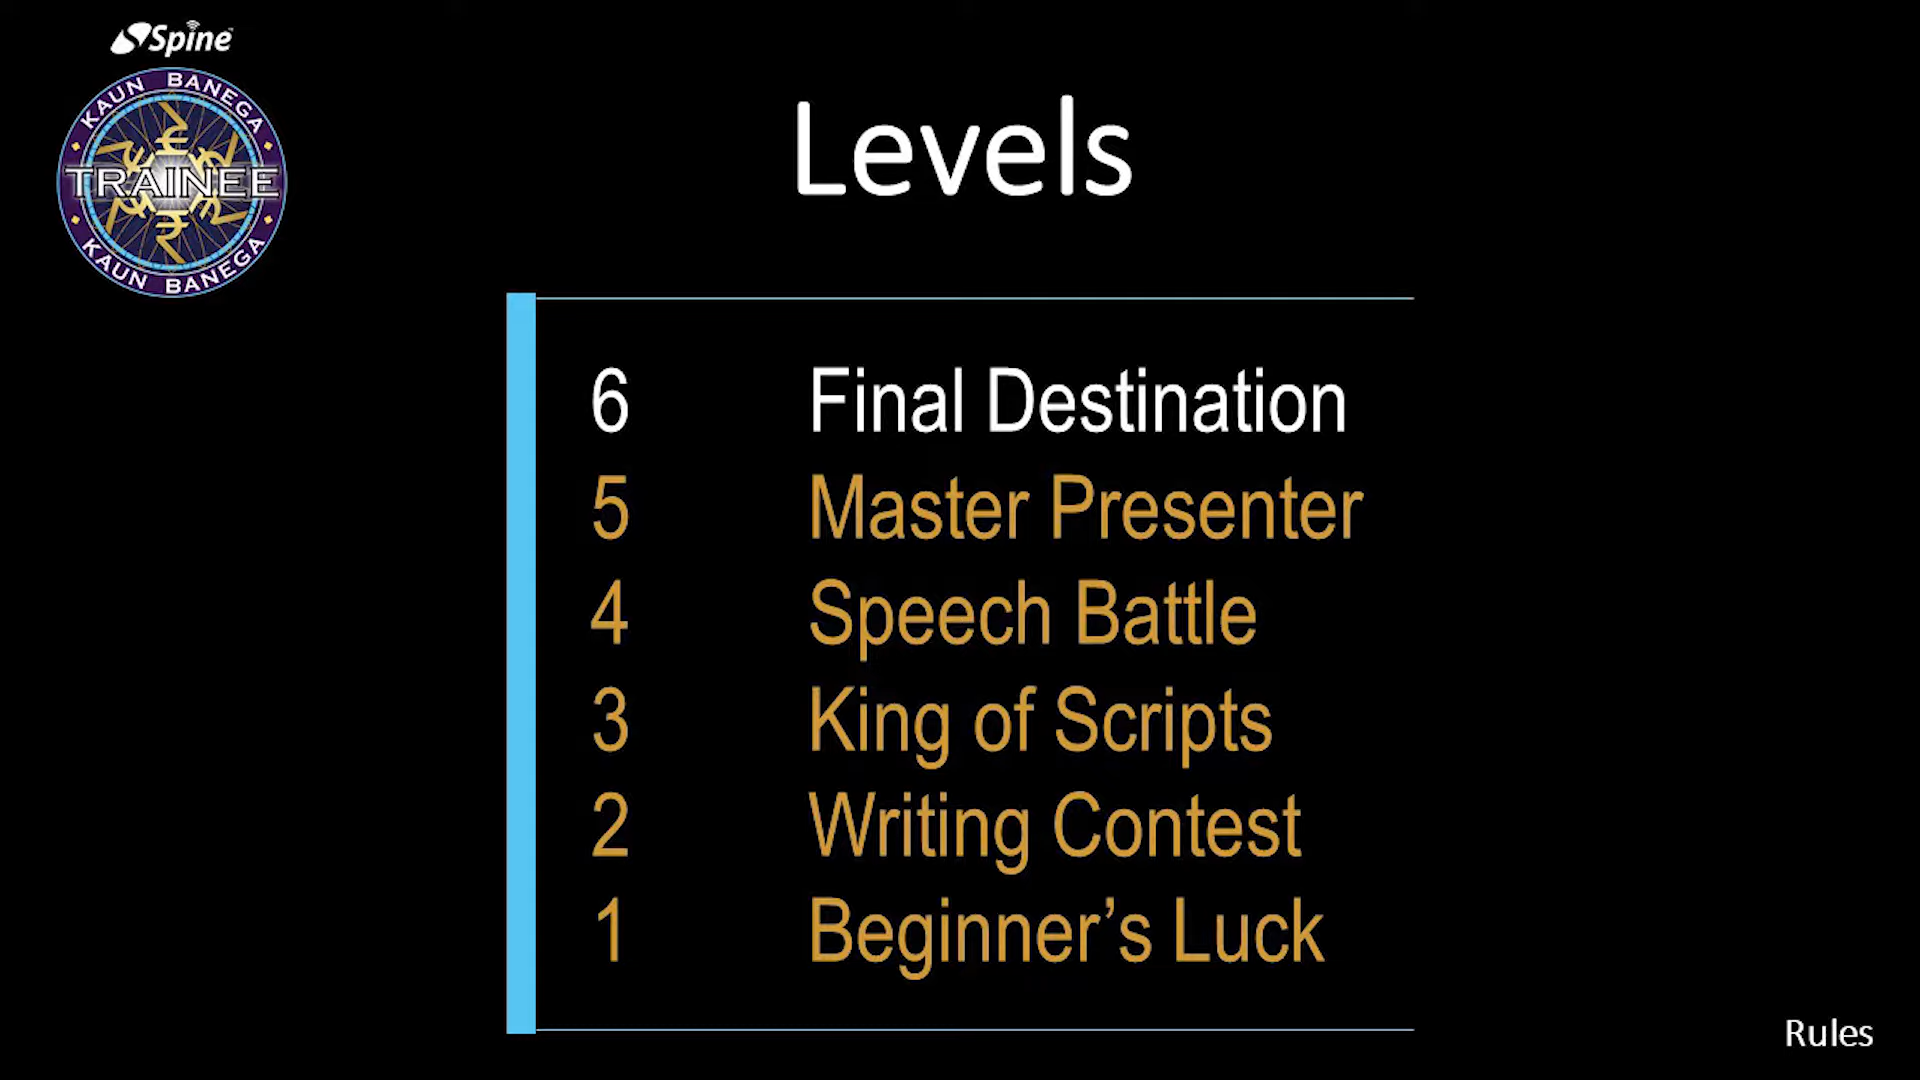 Spine
KAUN BANEGA
TRAINEE
KAUN BANEGA
Levels
6 Final Destination
5 Master Presenter
4 Speech Battle
3 King of Scripts
2 Writing Contest
1 Beginner’s Luck
Rules